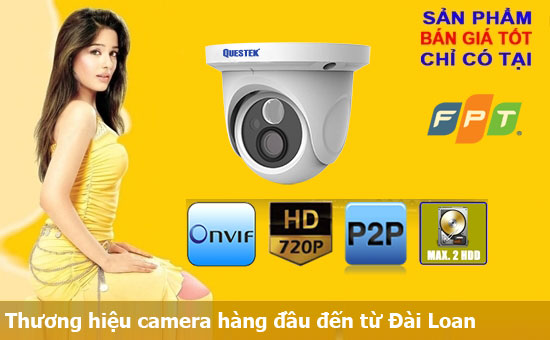 SẢN PHẨM
BÁN GIÁ TỐT
CHỈ CÓ TẠI
QUESTEK
FPT
ONVIF
HD
720P
P2P
MAX. 2 HDD
Thương hiệu camera hàng đầu đến từ Đài Loan